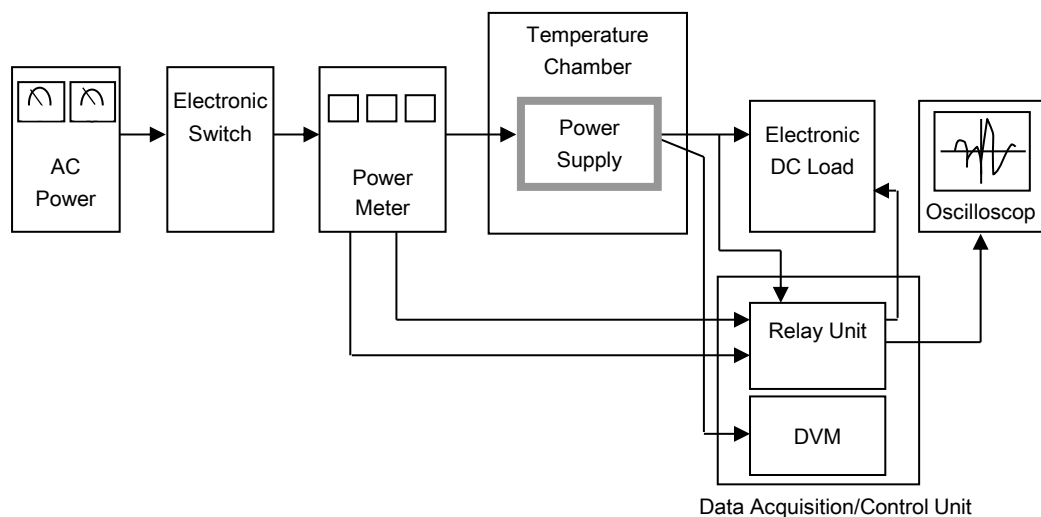 Temperature
Chamber
AC
Power
Electronic
Switch
Power
Meter
Power
Supply
Electronic
DC Load
Oscilloscop
Relay Unit
DVM
Data Acquisition/Control Unit